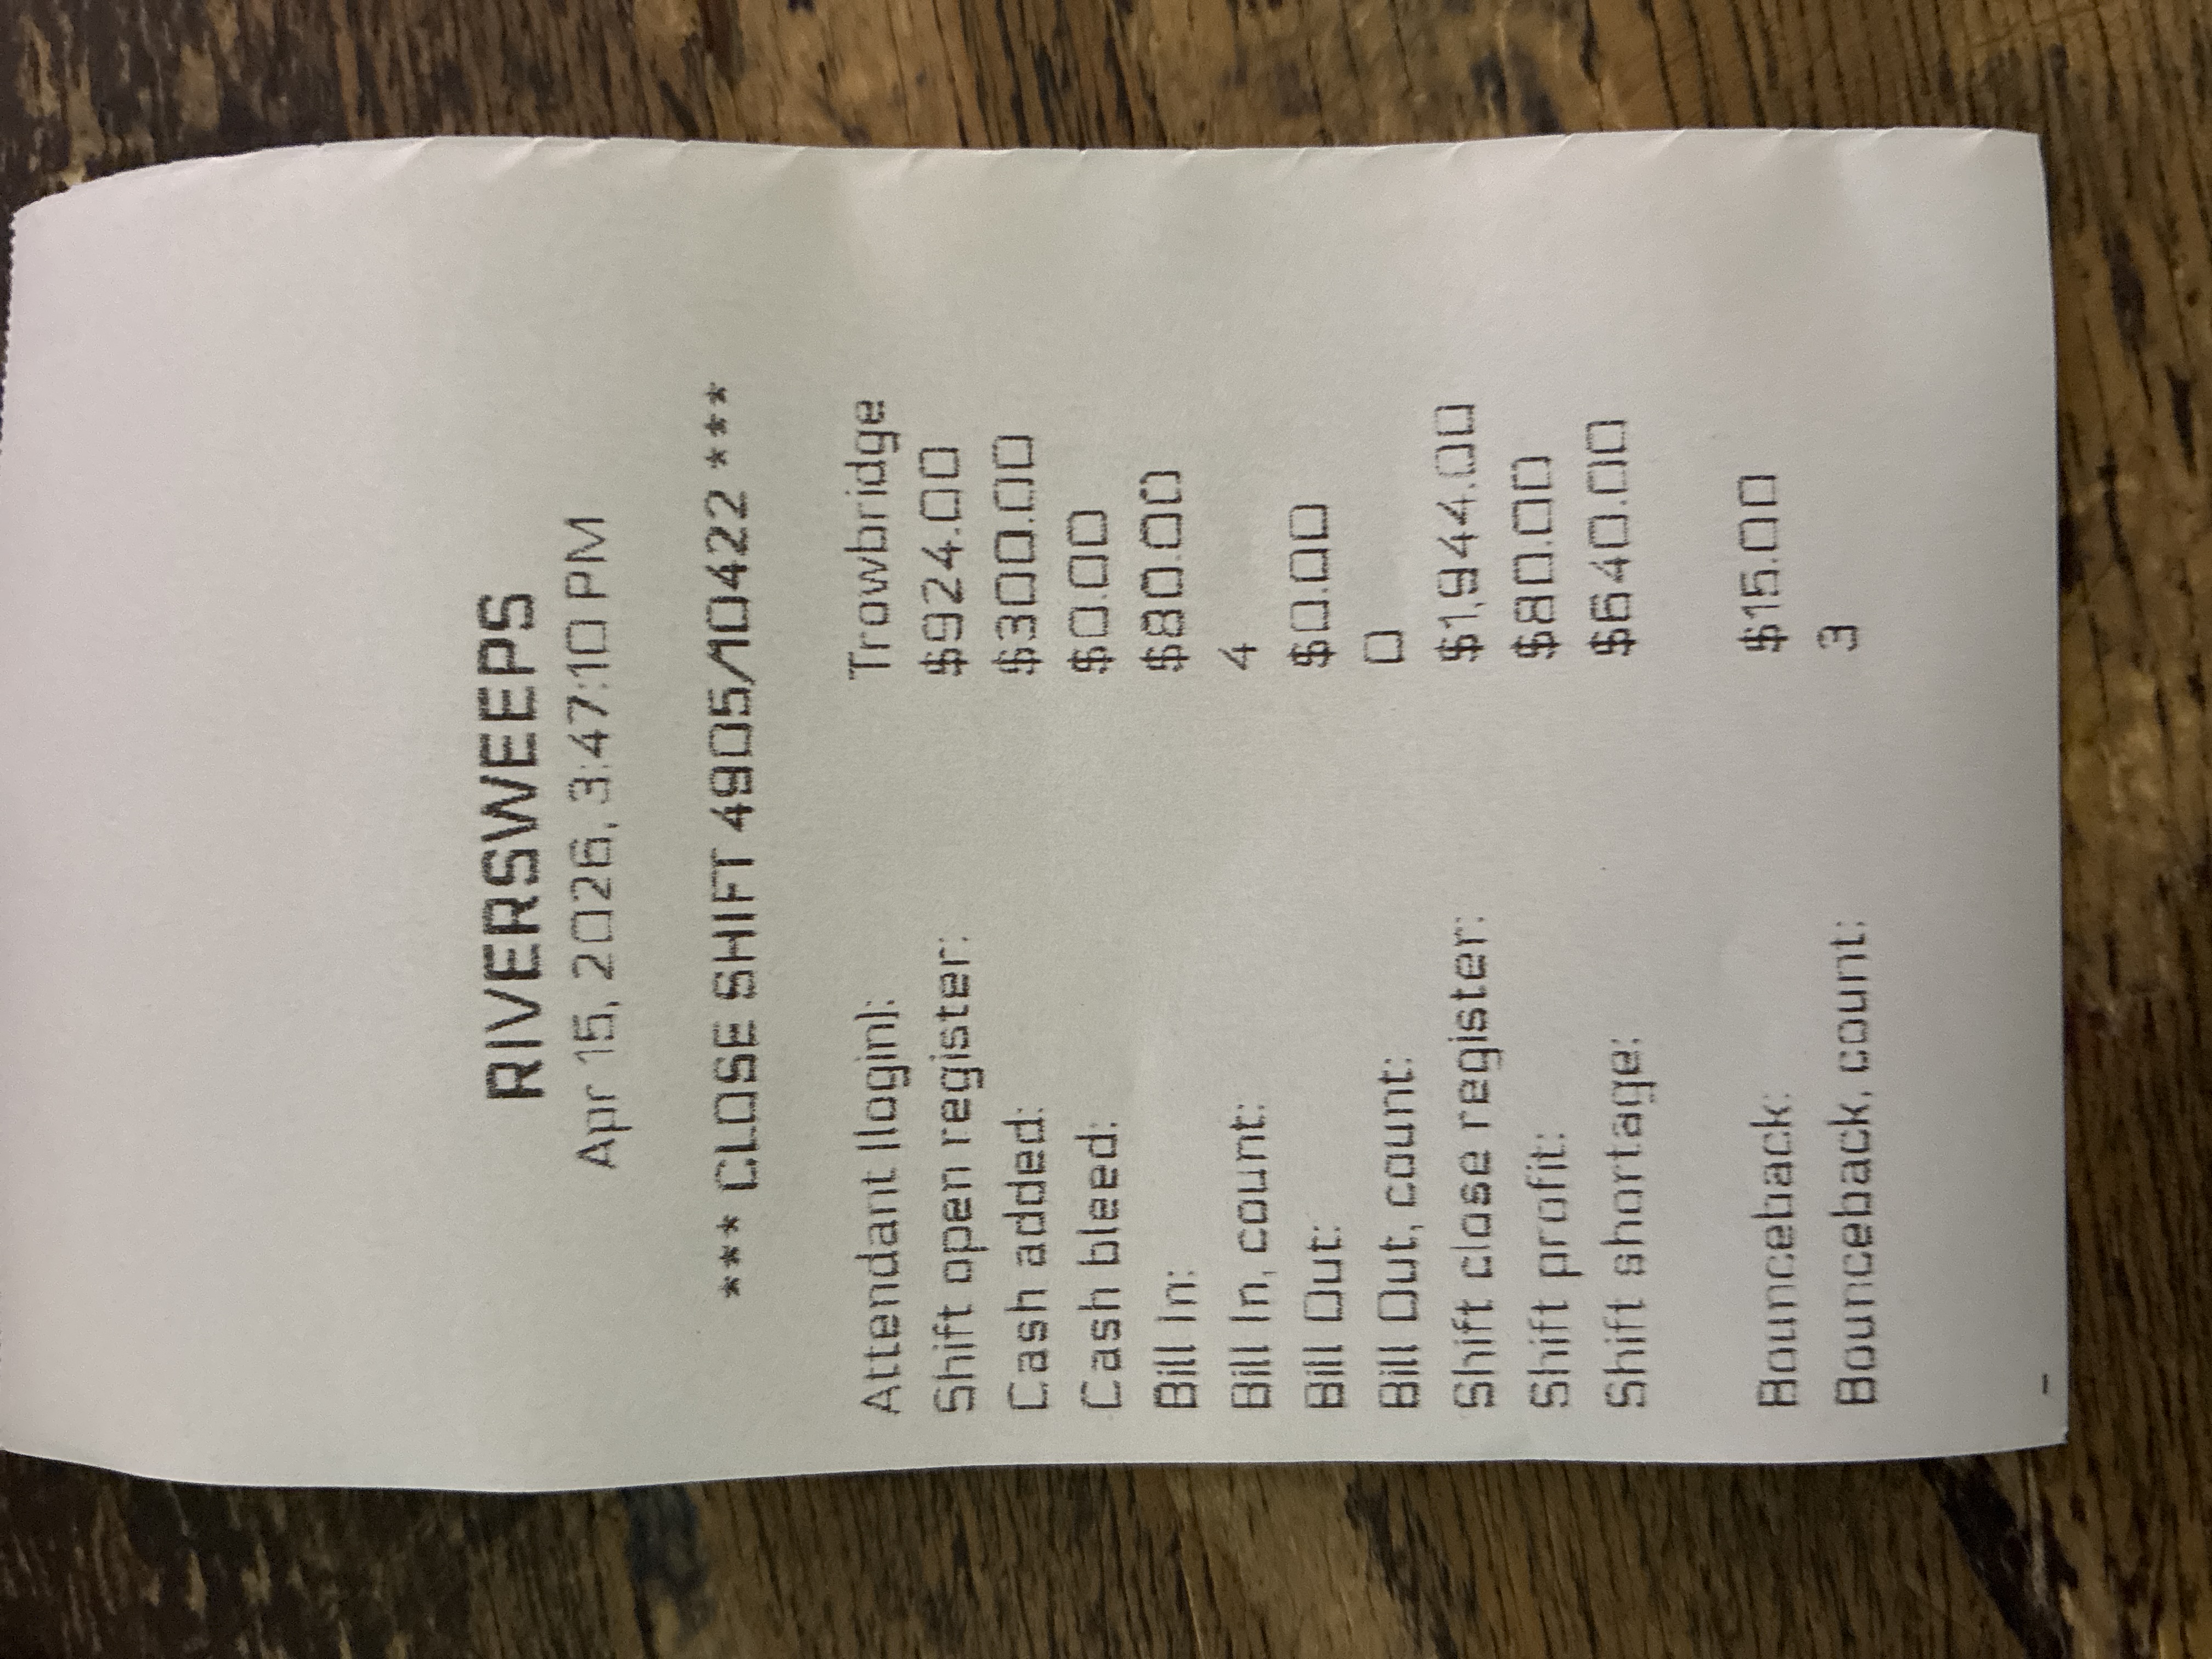 RIVERSWEEPS
Apr 15, 2026, 3:47:10 PM
*** CLOSE SHIFT 4905/10422 ***
Attendant (login): Trowbridge
Shift open register: $924.00
Cash added: $300.00
Cash bleed: $0.00
Bill In: $80.00
Bill In, count: 4
Bill Out: $0.00
Bill Out, count: 0
Shift close register: $1,944.00
Shift profit: $80.00
Shift shortage: $640.00
Bounceback: $15.00
Bounceback, count: 3